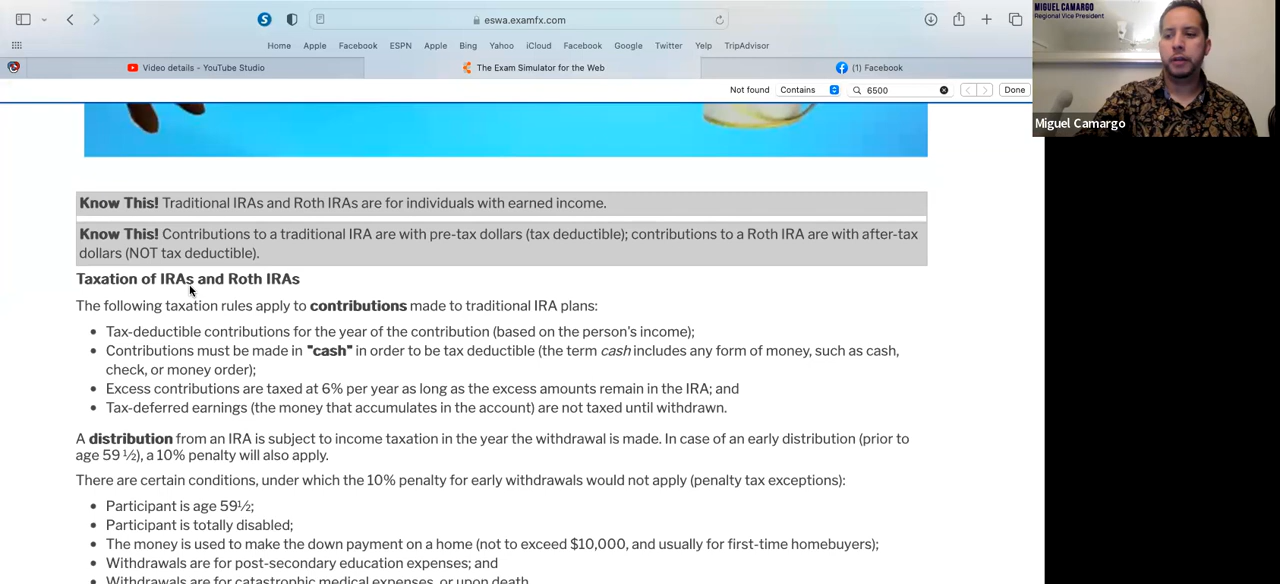 eswa.examfx.com
MIGUEL CAMARGO
Regional Vice President
Home Apple Facebook ESPN Apple Bing Yahoo iCloud Facebook Google Twitter Yelp TripAdvisor
Video details - YouTube Studio
The Exam Simulator for the Web
(1) Facebook
Not found Contains 6500 Done
Miguel Camargo
Know This! Traditional IRAs and Roth IRAs are for individuals with earned income.
Know This! Contributions to a traditional IRA are with pre-tax dollars (tax deductible); contributions to a Roth IRA are with after-tax
dollars (NOT tax deductible).
Taxation of IRAs and Roth IRAs
The following taxation rules apply to contributions made to traditional IRA plans:
• Tax-deductible contributions for the year of the contribution (based on the person's income);
• Contributions must be made in "cash" in order to be tax deductible (the term cash includes any form of money, such as cash,
check, or money order);
• Excess contributions are taxed at 6% per year as long as the excess amounts remain in the IRA; and
• Tax-deferred earnings (the money that accumulates in the account) are not taxed until withdrawn.
A distribution from an IRA is subject to income taxation in the year the withdrawal is made. In case of an early distribution (prior to
age 59 ½), a 10% penalty will also apply.
There are certain conditions, under which the 10% penalty for early withdrawals would not apply (penalty tax exceptions):
• Participant is age 59½;
• Participant is totally disabled;
• The money is used to make the down payment on a home (not to exceed $10,000, and usually for first-time homebuyers);
• Withdrawals are for post-secondary education expenses; and
• Withdrawals are for catastrophic medical expenses, or upon death.